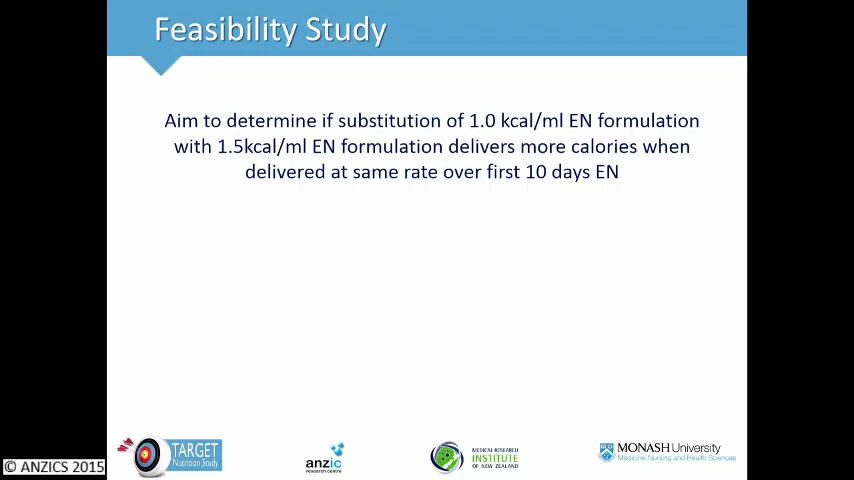 Feasibility Study
Aim to determine if substitution of 1.0 kcal/ml EN formulation
with 1.5kcal/ml EN formulation delivers more calories when
delivered at same rate over first 10 days EN
TARGET
Nutrition Study
anzic
research centre
MEDICAL RESEARCH
INSTITUTE
OF NEW ZEALAND
MONASH University
Medicine, Nursing and Health Sciences
© ANZICS 2015